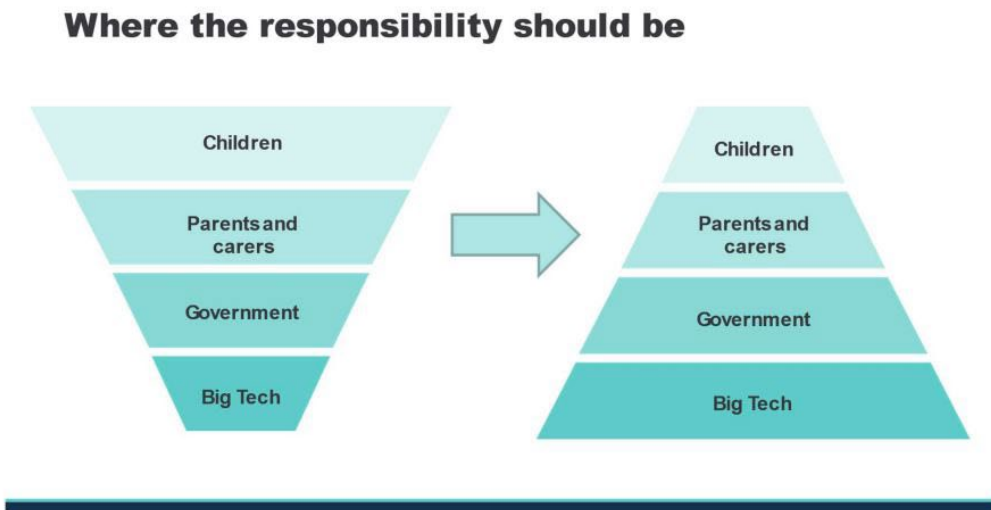 Where the responsibility should be
Children
Parents and
carers
Government
Big Tech
Children
Parents and
carers
Government
Big Tech